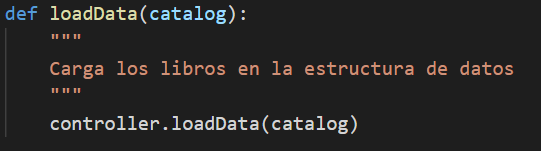 def loadData(catalog):
    """
    Carga los libros en la estructura de datos
    """
    controller.loadData(catalog)